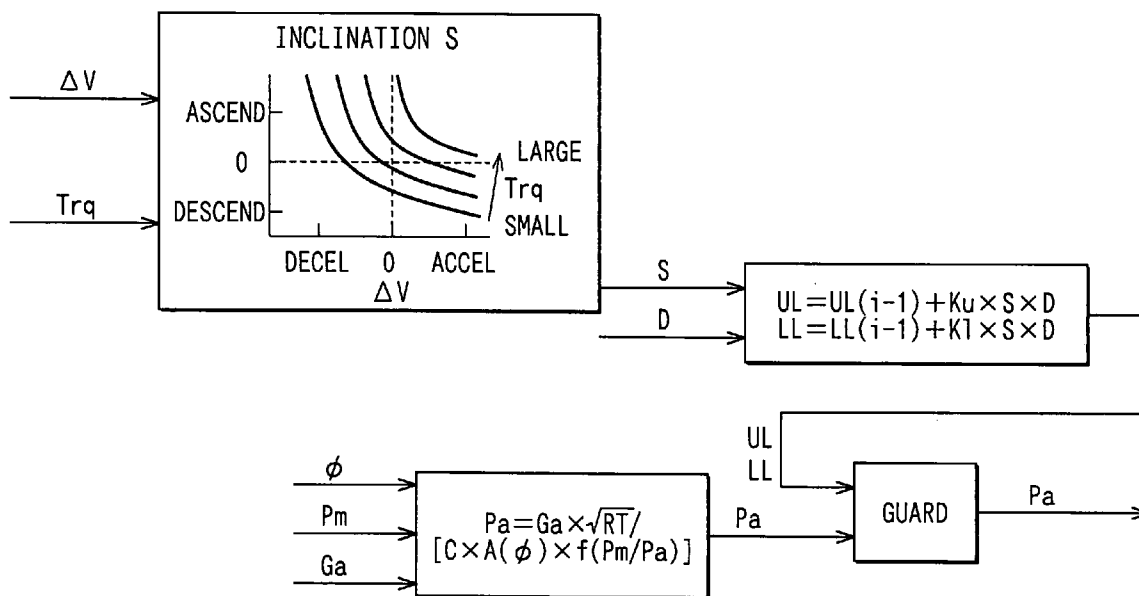 INCLINATION S
ΔV
ASCEND
0
LARGE
Trq
Trq
DESCEND
SMALL
DECEL 0 ACCEL
ΔV
S
D
UL=UL(i-1)+Ku×S×D
LL=LL(i-1)+Kl×S×D
UL
LL
φ
Pm
Ga
Pa=Ga×√RT/
[C×A(φ)×f(Pm/Pa)]
Pa
GUARD
Pa